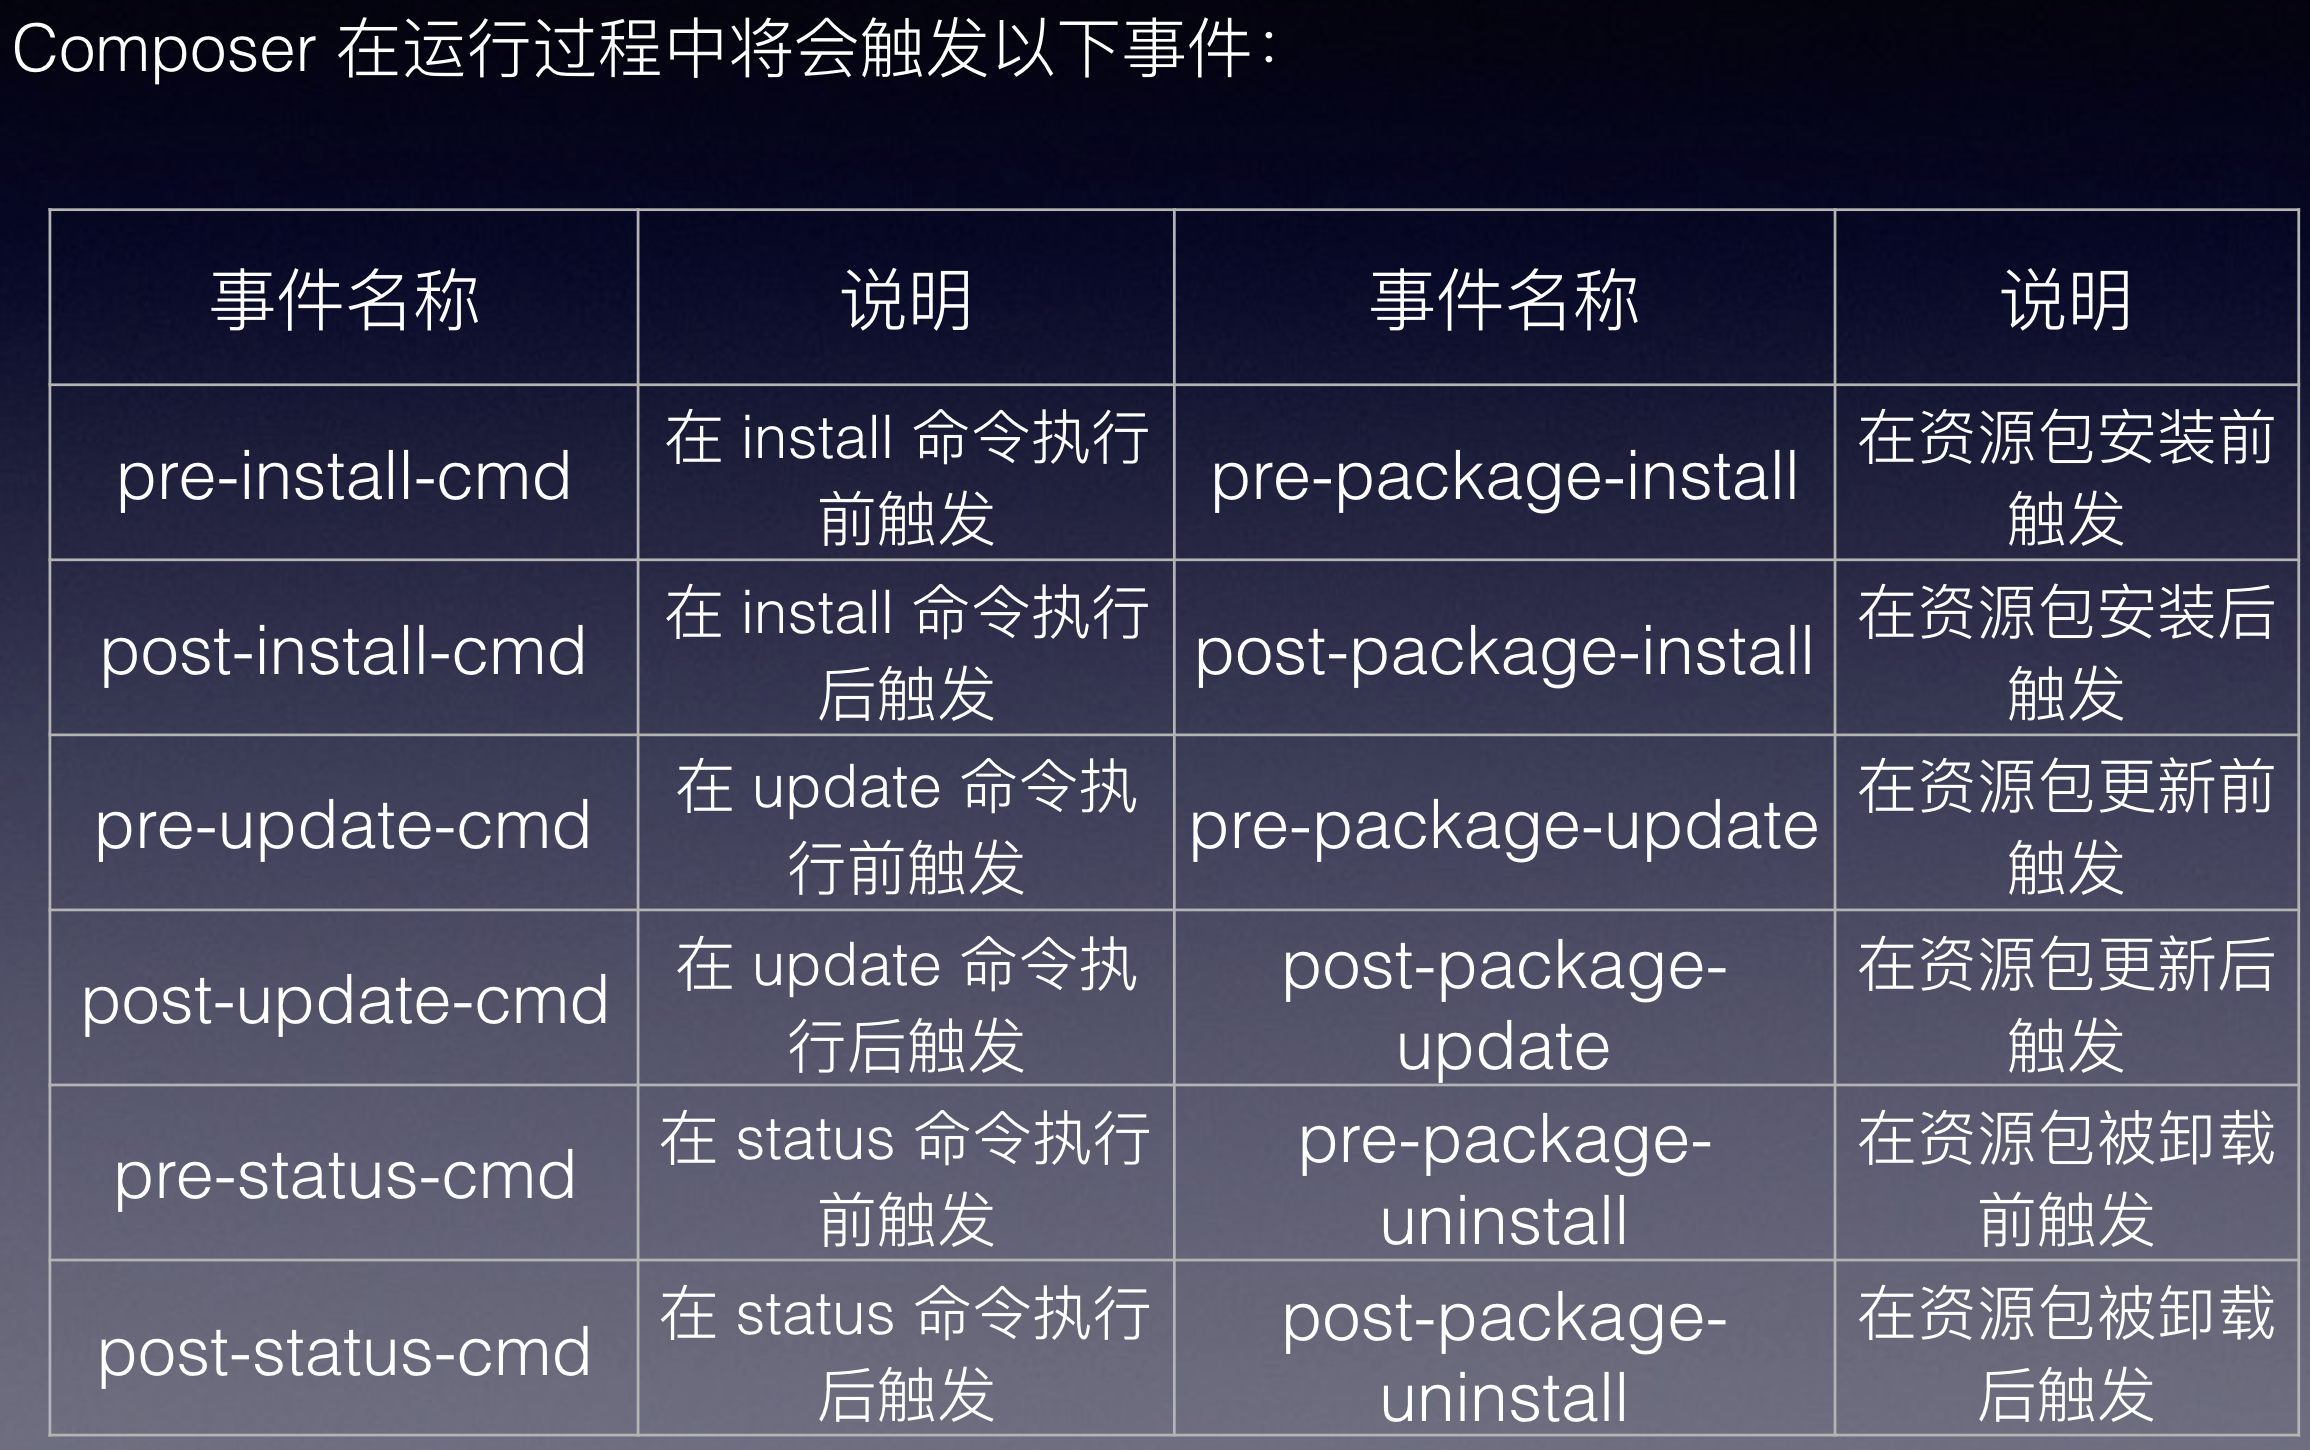 Composer 在运行过程中将会触发以下事件：
事件名称
说明
事件名称
说明
pre-install-cmd
在 install 命令执行
前触发
pre-package-install
在资源包安装前
触发
post-install-cmd
在 install 命令执行
后触发
post-package-install
在资源包安装后
触发
pre-update-cmd
在 update 命令执
行前触发
pre-package-update
在资源包更新前
触发
post-update-cmd
在 update 命令执
行后触发
post-package-
update
在资源包更新后
触发
pre-status-cmd
在 status 命令执行
前触发
pre-package-
uninstall
在资源包被卸载
前触发
post-status-cmd
在 status 命令执行
后触发
post-package-
uninstall
在资源包被卸载
后触发